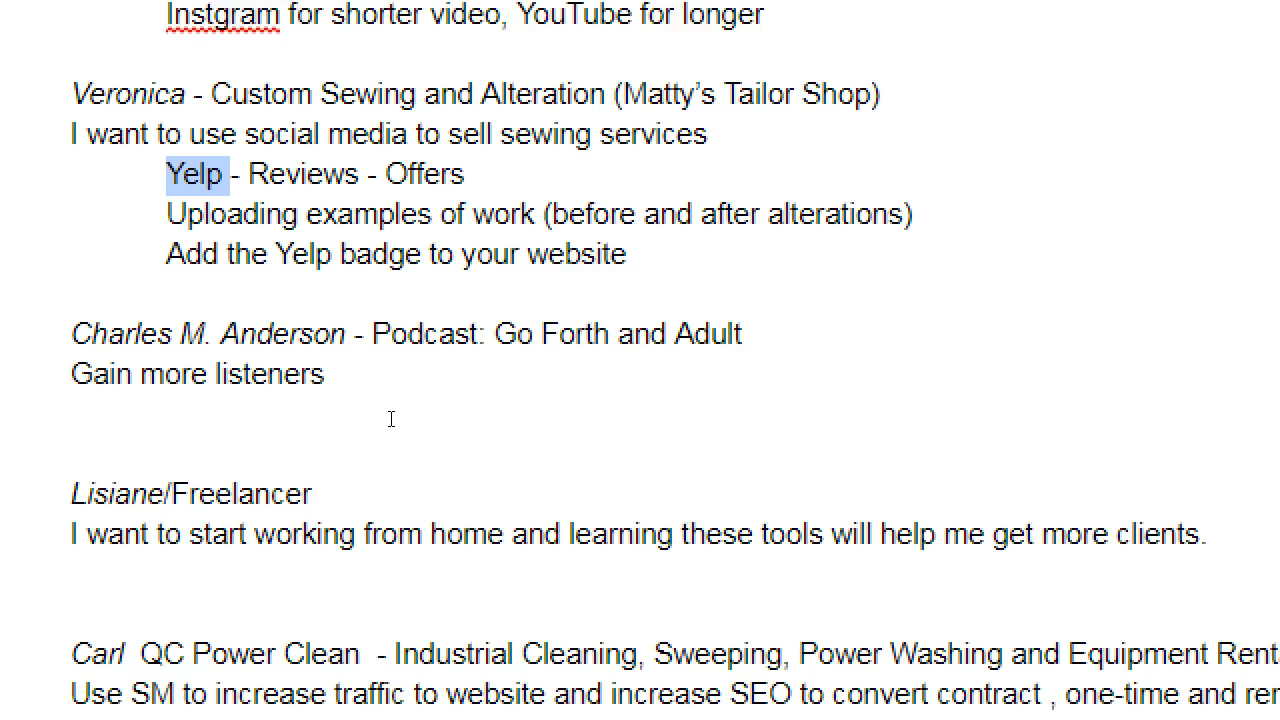 Instgram for shorter video, YouTube for longer
Veronica - Custom Sewing and Alteration (Matty's Tailor Shop)
I want to use social media to sell sewing services
Yelp - Reviews - Offers
Uploading examples of work (before and after alterations)
Add the Yelp badge to your website
Charles M. Anderson - Podcast: Go Forth and Adult
Gain more listeners
Lisiane/Freelancer
I want to start working from home and learning these tools will help me get more clients.
Carl QC Power Clean - Industrial Cleaning, Sweeping, Power Washing and Equipment
Use SM to increase traffic to website and increase SEO to convert contract , one-time and